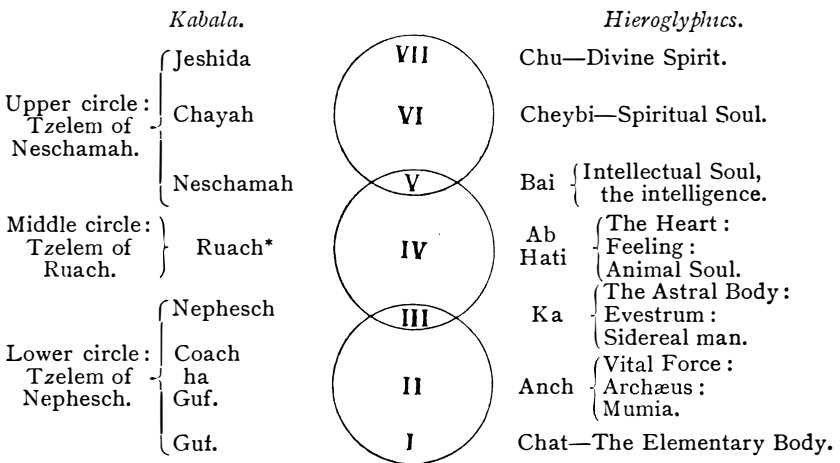 Kabala. Hieroglyphics.
Jeshida VII Chu—Divine Spirit.
Upper circle:
Tzelem of Chayah VI Cheybi—Spiritual Soul.
Neschamah.
Neschamah V Bai Intellectual Soul,
the intelligence.
Middle circle:
Tzelem of Ruach* IV Ab The Heart:
Ruach. Hati Feeling:
Animal Soul.
Nephesch III Ka The Astral Body:
Evestrum:
Sidereal man.
Lower circle: Coach
Tzelem of ha II Anch Vital Force:
Nephesch. Guf. Archæus:
Mumia.
Guf. I Chat—The Elementary Body.